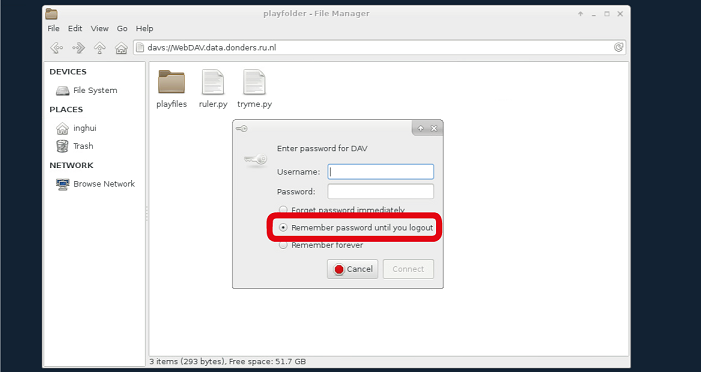 playfolder - File Manager
File Edit View Go Help
davs://WebDAV.data.donders.ru.nl
DEVICES
File System
PLACES
inghui
Trash
NETWORK
Browse Network
playfiles ruler.py tryme.py
Enter password for DAV
Username:
Password:
Forget password immediately
Remember password until you logout
Remember forever
Cancel Connect
3 items (293 bytes), Free space: 51.7 GB